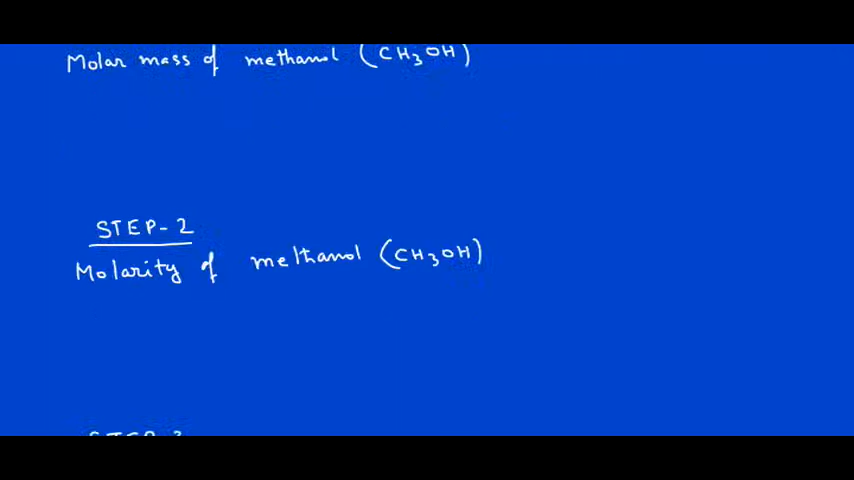 Molar mass of methanol (CH3OH)
STEP-2
Molarity of methanol (CH3OH)